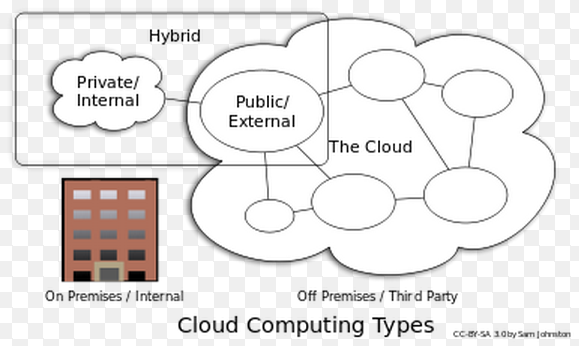 Hybrid
Private/
Internal
Public/
External
The Cloud
On Premises / Internal
Off Premises / Third Party
Cloud Computing Types
CC-BY-SA 3.0 by Sam Johnston